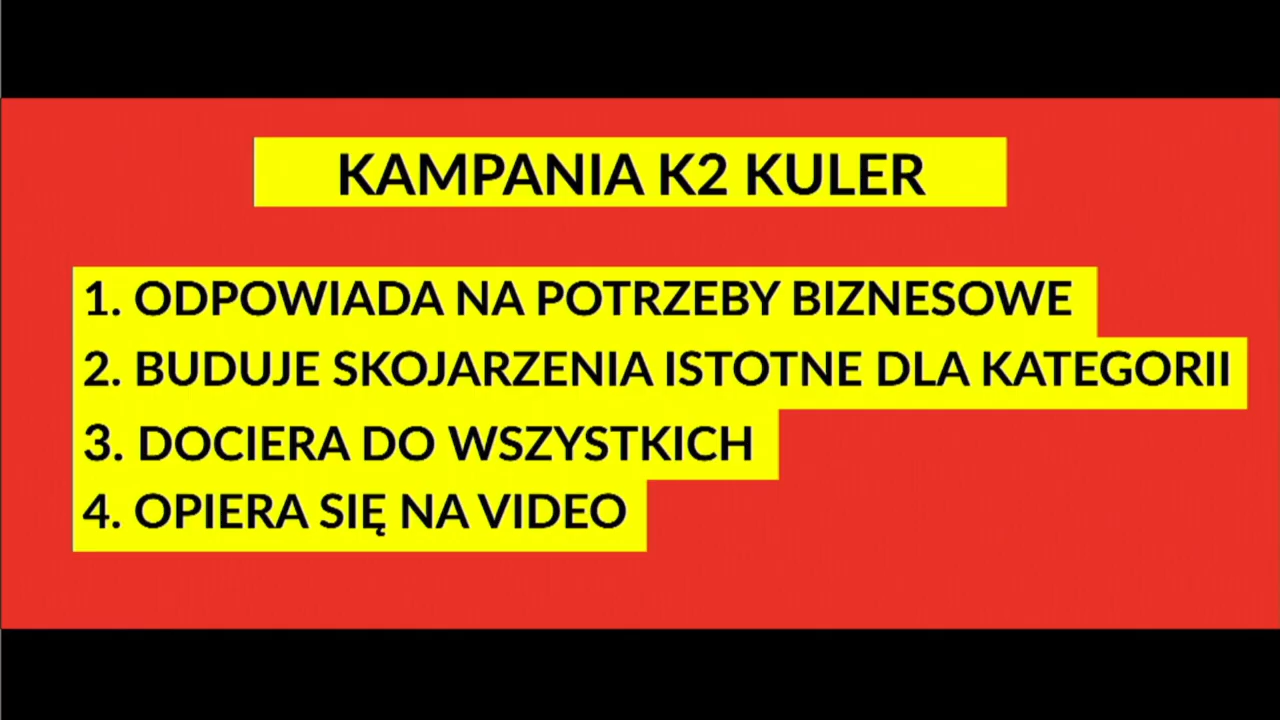 KAMPANIA K2 KULER
1. ODPOWIADA NA POTRZEBY BIZNESOWE
2. BUDUJE SKOJARZENIA ISTOTNE DLA KATEGORII
3. DOCIERA DO WSZYSTKICH
4. OPIERA SIĘ NA VIDEO